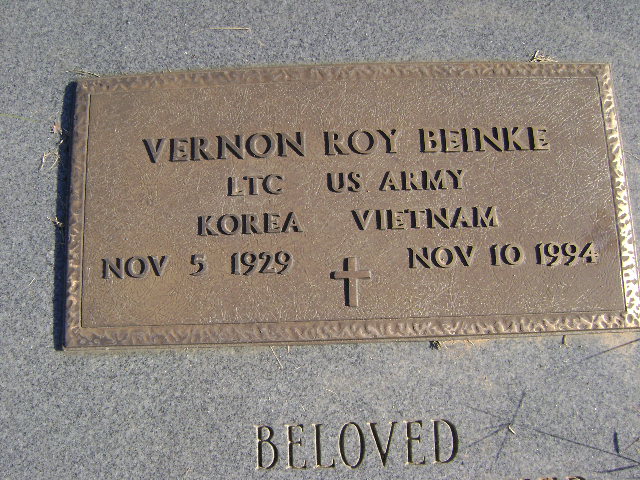 VERNON ROY BEINKE
LTC US ARMY
KOREA VIETNAM
NOV 5 1929 NOV 10 1994
BELOVED